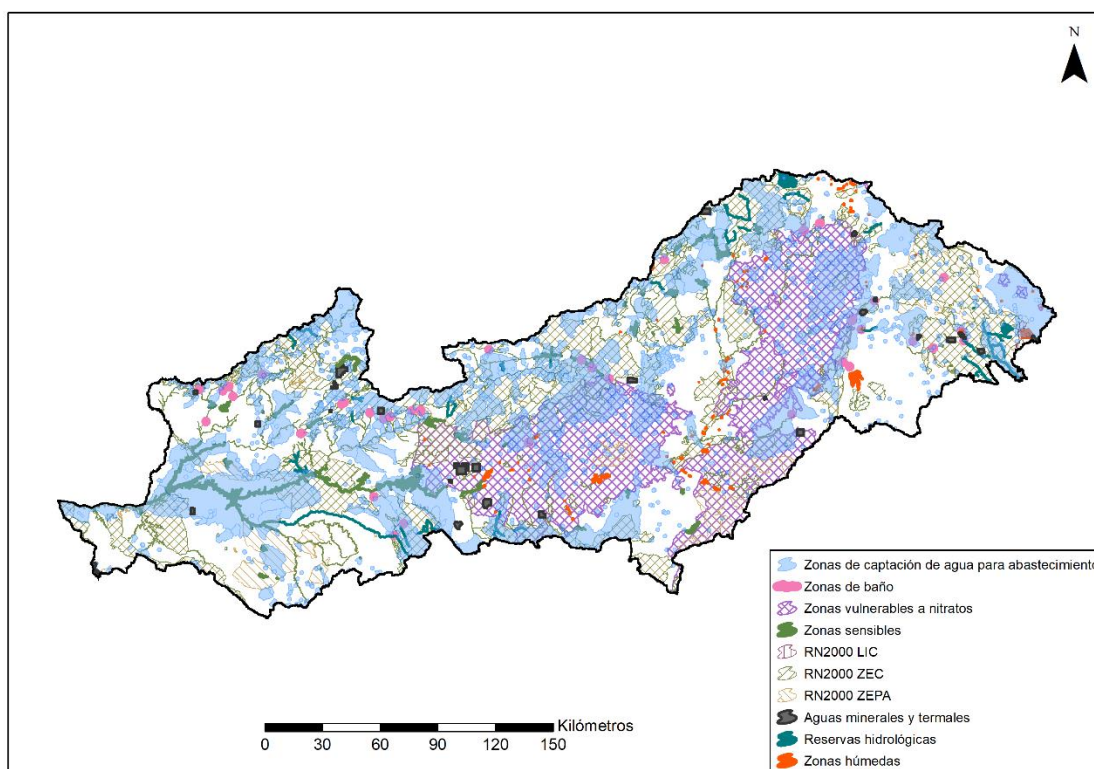 N
Zonas de captación de agua para abastecimiento
Zonas de baño
Zonas vulnerables a nitratos
Zonas sensibles
RN2000 LIC
RN2000 ZEC
RN2000 ZEPA
Aguas minerales y termales
Reservas hidrológicas
Zonas húmedas
Kilómetros
0 30 60 90 120 150